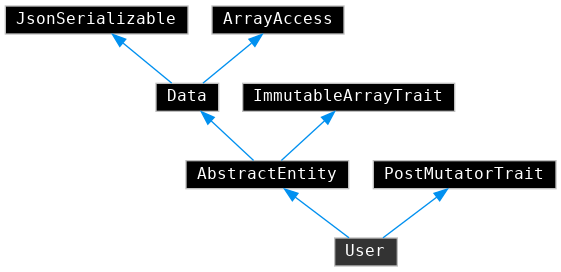 JsonSerializable
ArrayAccess
Data
ImmutableArrayTrait
AbstractEntity
PostMutatorTrait
User